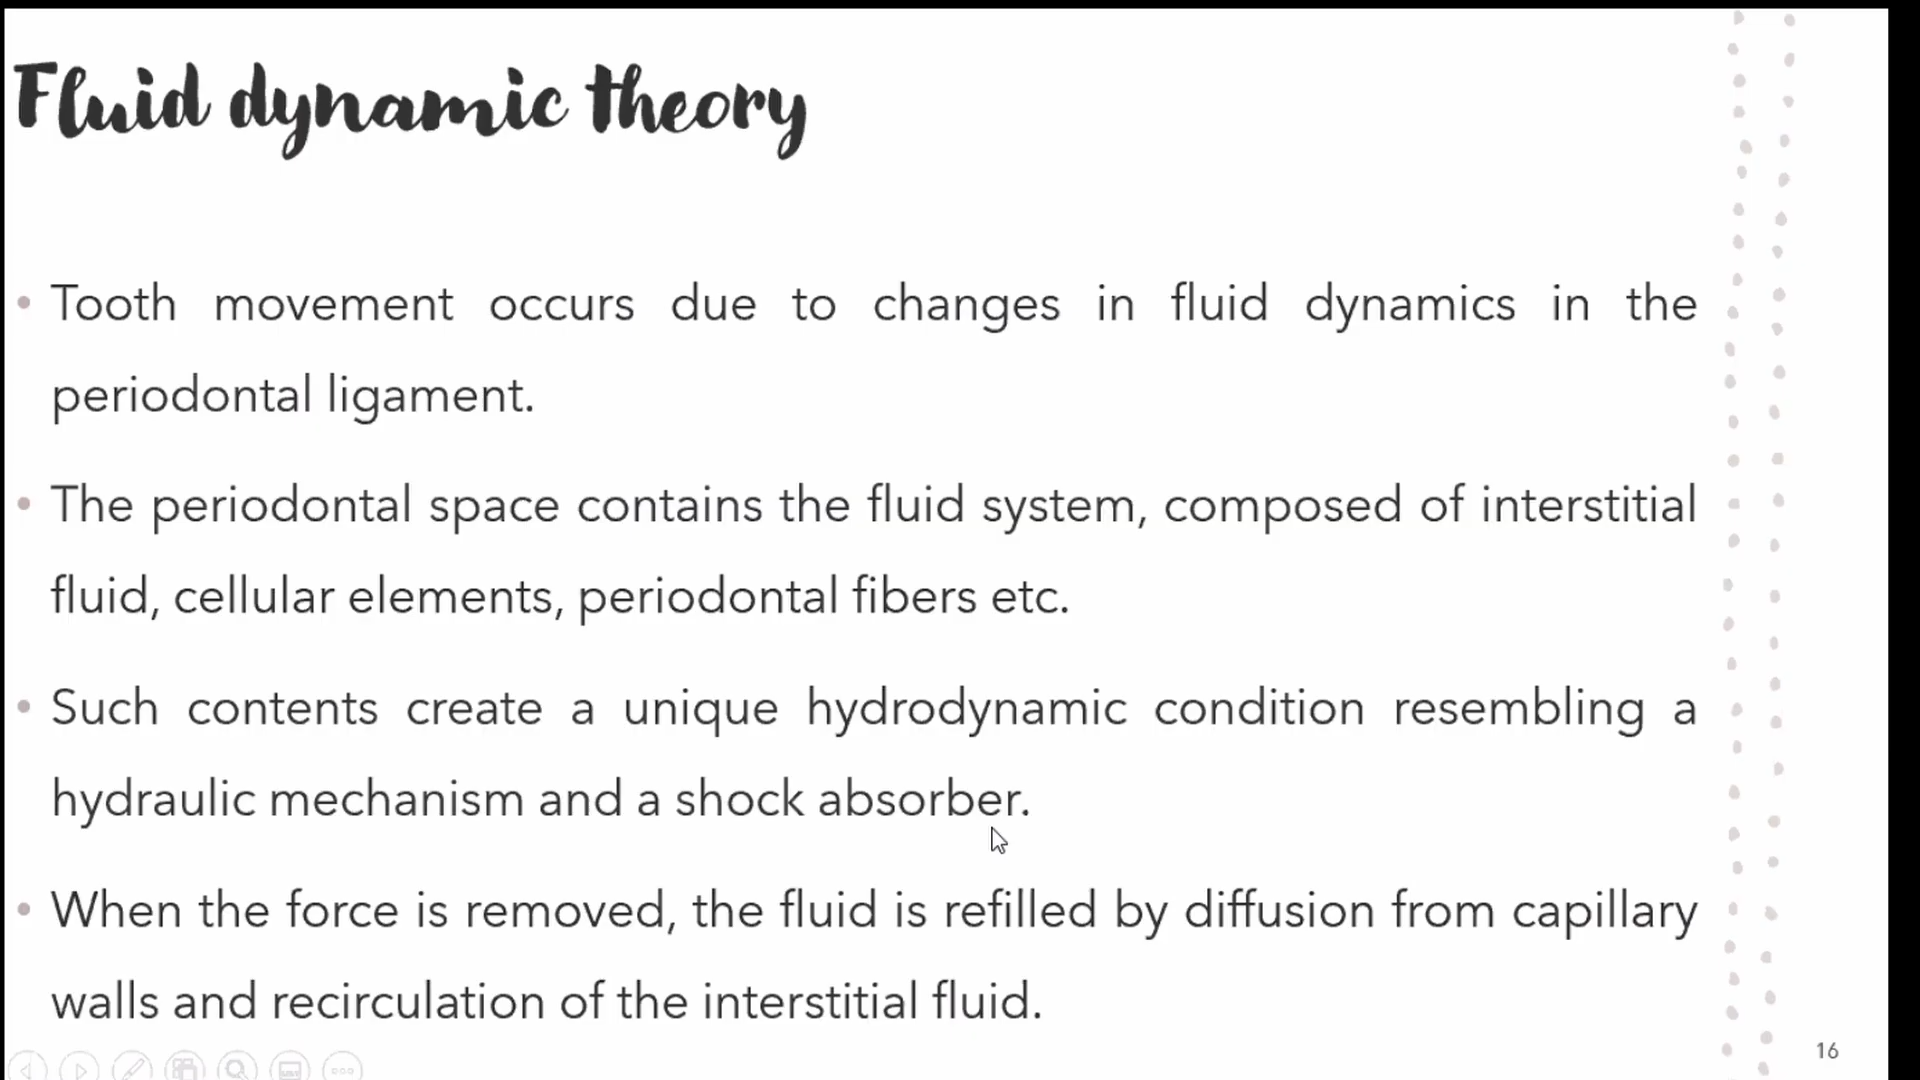 Fluid dynamic theory
• Tooth movement occurs due to changes in fluid dynamics in the
periodontal ligament.
• The periodontal space contains the fluid system, composed of interstitial
fluid, cellular elements, periodontal fibers etc.
• Such contents create a unique hydrodynamic condition resembling a
hydraulic mechanism and a shock absorber.
• When the force is removed, the fluid is refilled by diffusion from capillary
walls and recirculation of the interstitial fluid.
16